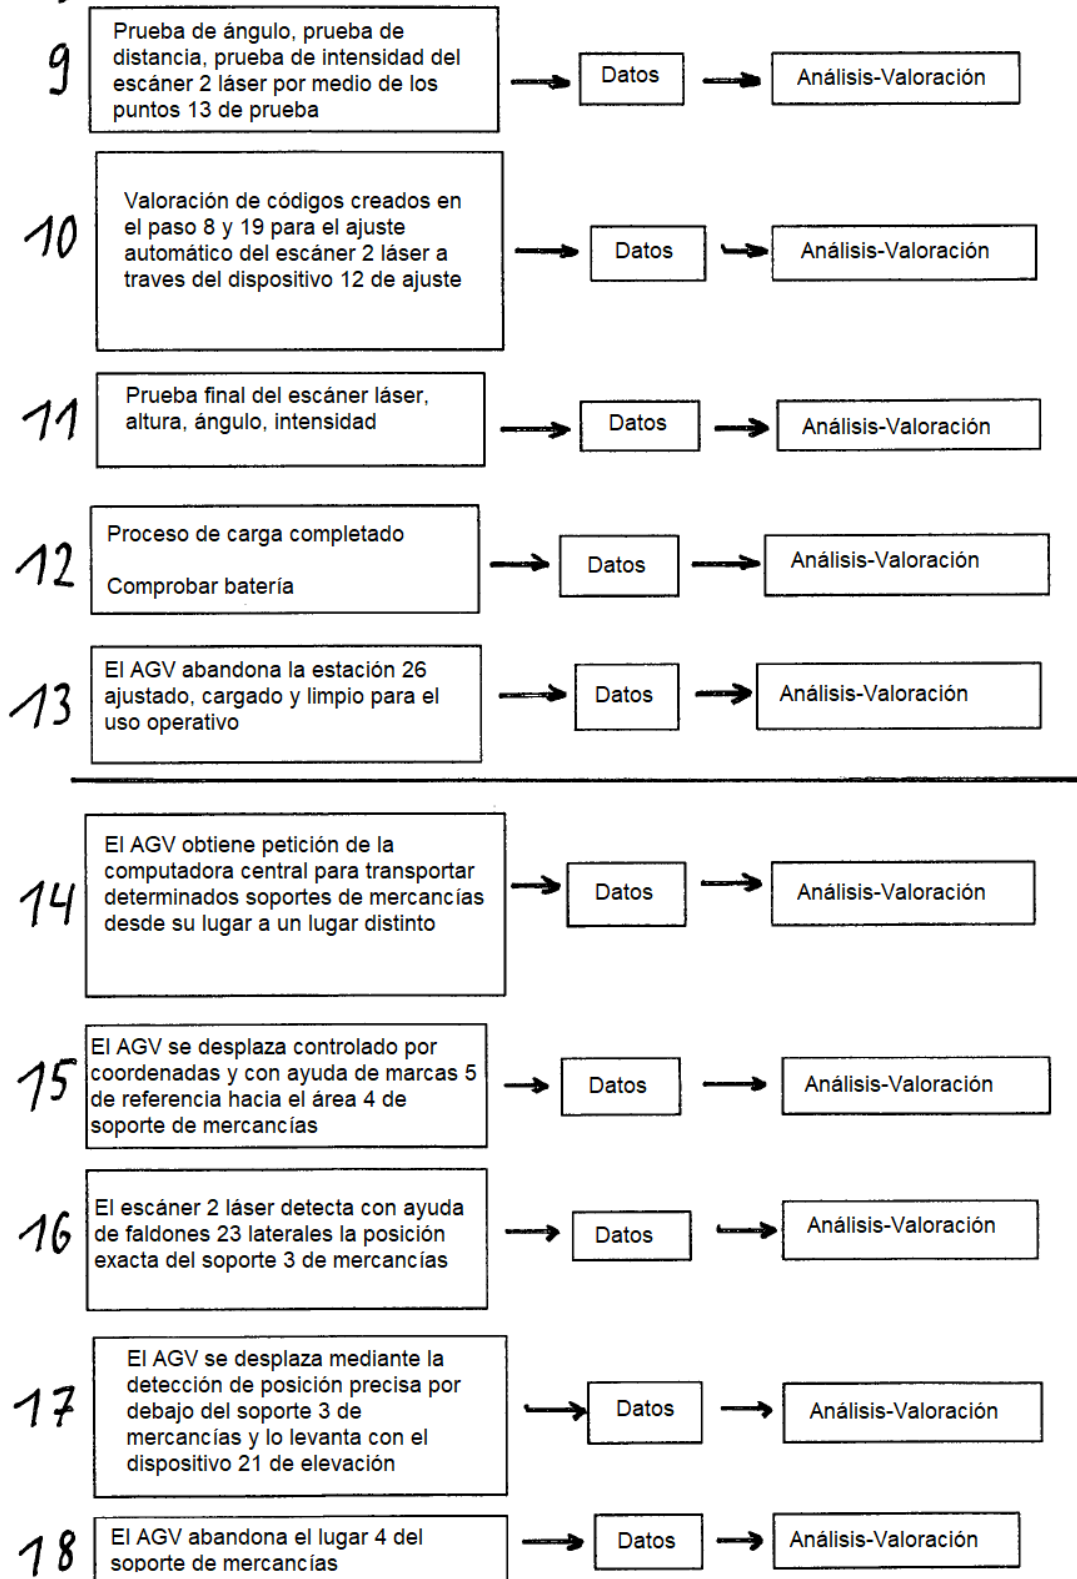 9
Prueba de ángulo, prueba de
distancia, prueba de intensidad del
escáner 2 láser por medio de los
puntos 13 de prueba
Datos
Análisis-Valoración
10
Valoración de códigos creados en
el paso 8 y 19 para el ajuste
automático del escáner 2 láser a
traves del dispositivo 12 de ajuste
Datos
Análisis-Valoración
11
Prueba final del escáner láser,
altura, ángulo, intensidad
Datos
Análisis-Valoración
12
Proceso de carga completado
Comprobar batería
Datos
Análisis-Valoración
13
El AGV abandona la estación 26
ajustado, cargado y limpio para el
uso operativo
Datos
Análisis-Valoración
14
El AGV obtiene petición de la
computadora central para transportar
determinados soportes de mercancías
desde su lugar a un lugar distinto
Datos
Análisis-Valoración
15
El AGV se desplaza controlado por
coordenadas y con ayuda de marcas 5
de referencia hacia el área 4 de
soporte de mercancías
Datos
Análisis-Valoración
16
El escáner 2 láser detecta con ayuda
de faldones 23 laterales la posición
exacta del soporte 3 de mercancías
Datos
Análisis-Valoración
17
El AGV se desplaza mediante la
detección de posición precisa por
debajo del soporte 3 de
mercancías y lo levanta con el
dispositivo 21 de elevación
Datos
Análisis-Valoración
18
El AGV abandona el lugar 4 del
soporte de mercancías
Datos
Análisis-Valoración